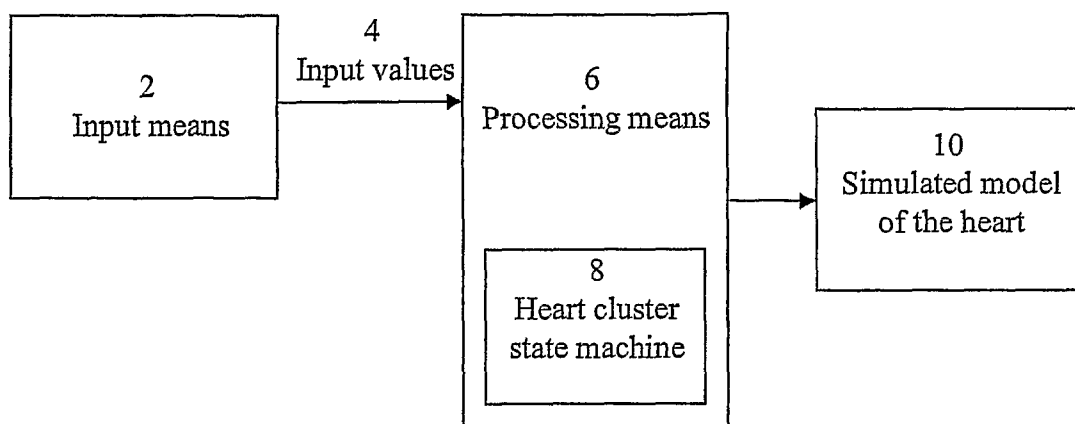 2
Input means
4
Input values
6
Processing means
8
Heart cluster
state machine
10
Simulated model
of the heart